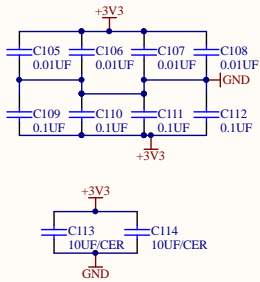 +3V3
C105 C106 C107 C108
0.01UF 0.01UF 0.01UF 0.01UF
GND
C109 C110 C111 C112
0.1UF 0.1UF 0.1UF 0.1UF
+3V3
+3V3
C113 C114
10UF/CER 10UF/CER
GND